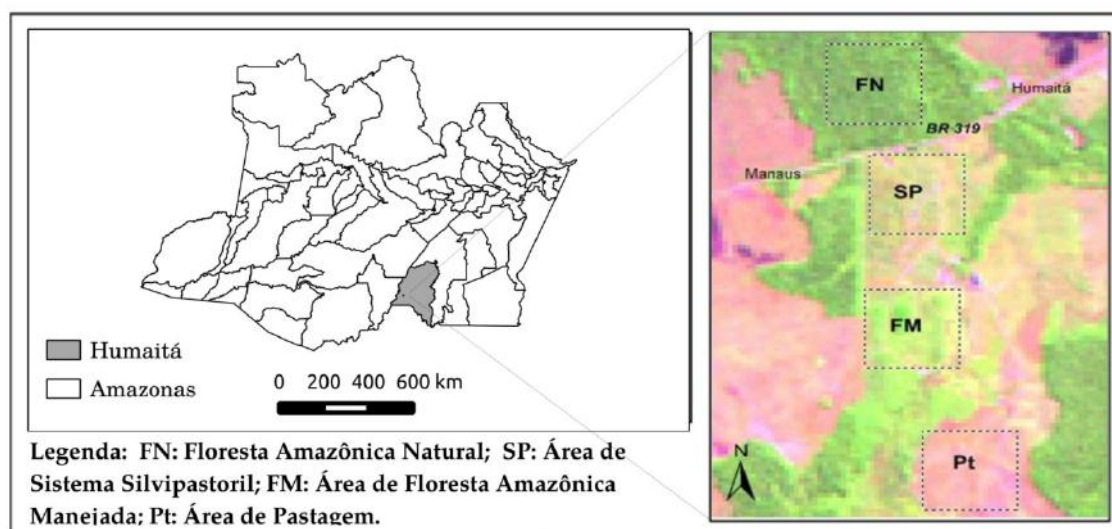 Humaitá
Amazonas
0 200 400 600 km
Legenda: FN: Floresta Amazônica Natural; SP: Área de
Sistema Silvipastoril; FM: Área de Floresta Amazônica
Manejada; Pt: Área de Pastagem.
FN
Humaitá
BR 319
Manaus
SP
FM
N
Pt